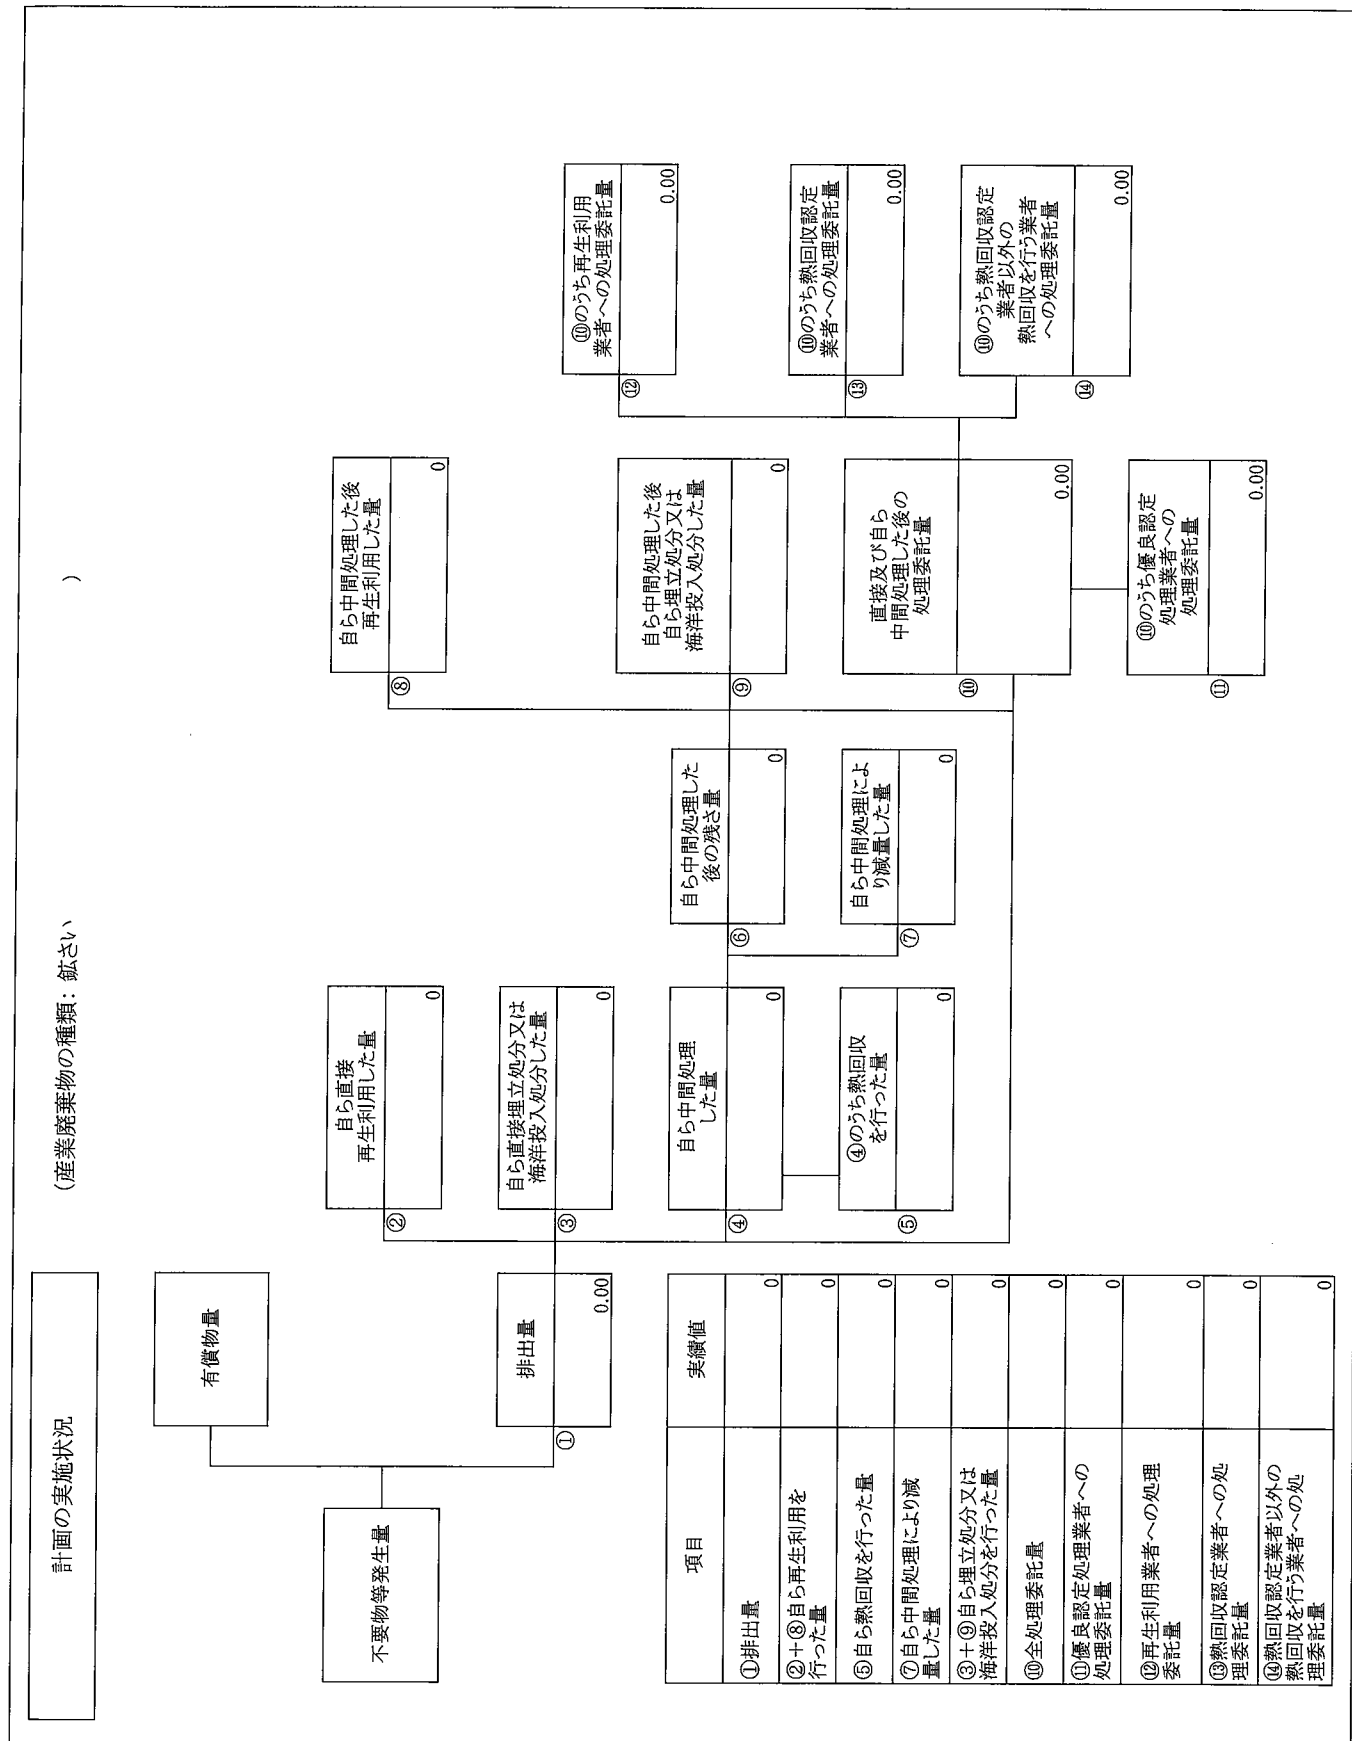 計画の実施状況
(産業廃棄物の種類: 鉱さい
)
不要物等発生量
有償物量
①
排出量
0.00
②
自ら直接
再生利用した量
0
③
自ら直接埋立処分又は
海洋投入処分した量
0
④
自ら中間処理
した量
0
⑤
④のうち熱回収
を行った量
0
⑥
自ら中間処理した
後の残さ量
0
⑦
自ら中間処理によ
り減量した量
0
⑧
自ら中間処理した後
再生利用した量
0
⑨
自ら中間処理した後
自ら埋立処分又は
海洋投入処分した量
0
⑩
直接及び自ら
中間処理した後の
処理委託量
0.00
⑪
⑩のうち優良認定
処理業者への
処理委託量
0.00
⑫
⑩のうち再生利用
業者への処理委託量
0.00
⑬
⑩のうち熱回収認定
業者への処理委託量
0.00
⑭
⑩のうち熱回収認定
業者以外の
熱回収を行う業者
への処理委託量
0.00
項目 実績値
①排出量 0
②+⑧自ら再生利用を
行った量 0
⑤自ら熱回収を行った量 0
⑦自ら中間処理により減
量した量 0
③+⑨自ら埋立処分又は
海洋投入処分を行った量 0
⑩全処理委託量 0
⑪優良認定処理業者への
処理委託量 0
⑫再生利用業者への処理
委託量 0
⑬熱回収認定業者への処
理委託量 0
⑭熱回収認定業者以外の
熱回収を行う業者への処
理委託量 0